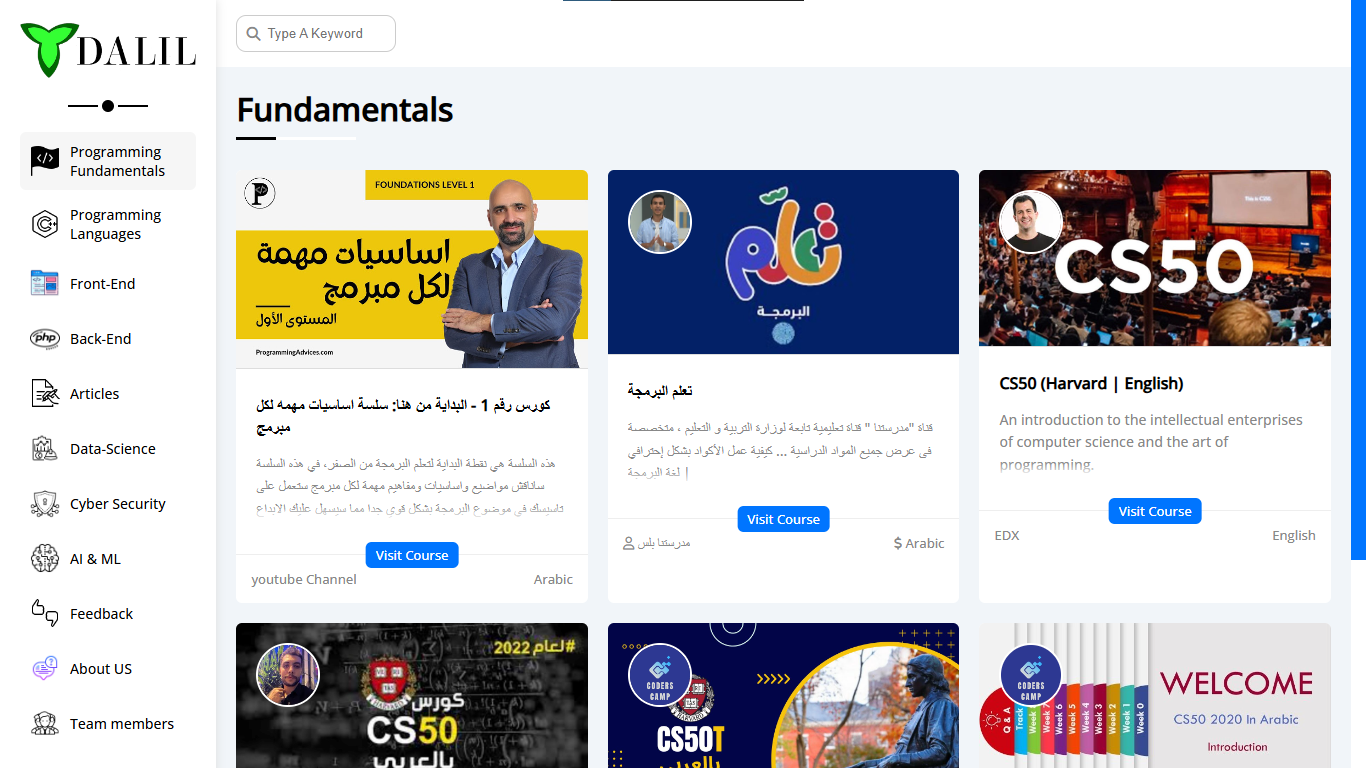 DALIL
Type A Keyword
Programming
Fundamentals
Programming
Languages
Front-End
Back-End
Articles
Data-Science
Cyber Security
AI & ML
Feedback
About US
Team members
Fundamentals
FOUNDATIONS LEVEL 1
اساسيات مهمة
لكل مبرمج
المستوى الأول
ProgrammingAdvices.com
كورس رقم 1 - البداية من هنا: سلسة اساسيات مهمه لكل
مبرمج
هذه السلسة هي نقطة البداية لتعلم البرمجة من الصفر، في هذه السلسة
ساناقش مواضيع واساسيات ومفاهيم مهمة لكل مبرمج ستعمل على
تاسيسك في موضوع البرمجة بشكل قوي جدا مما سيسهل عليك الابداع
Visit Course
youtube Channel
Arabic
تعلم
البرمجة
تعلم البرمجة
قناة "مدرستنا " قناة تعليمية تابعة لوزارة التربية و التعليم ، متخصصة
فى عرض جميع المواد الدراسية ... كيفية عمل الأكواد بشكل إحترافي
| لغة البرمجة
Visit Course
مدرستنا بلس
$ Arabic
This is CS50.
CS50
CS50 (Harvard | English)
An introduction to the intellectual enterprises
of computer science and the art of
programming.
Visit Course
EDX
English
#لعام 2022
كورس
CS50
بالعربي
CODERS
CAMP
CS50T
بالعربي
CODERS
CAMP
Q & A
Track
Week
Week 7
Week 6
Week 5
Week 4
Week 3
Week 2
Week 1
Week 0
WELCOME
CS50 2020 In Arabic
Introduction